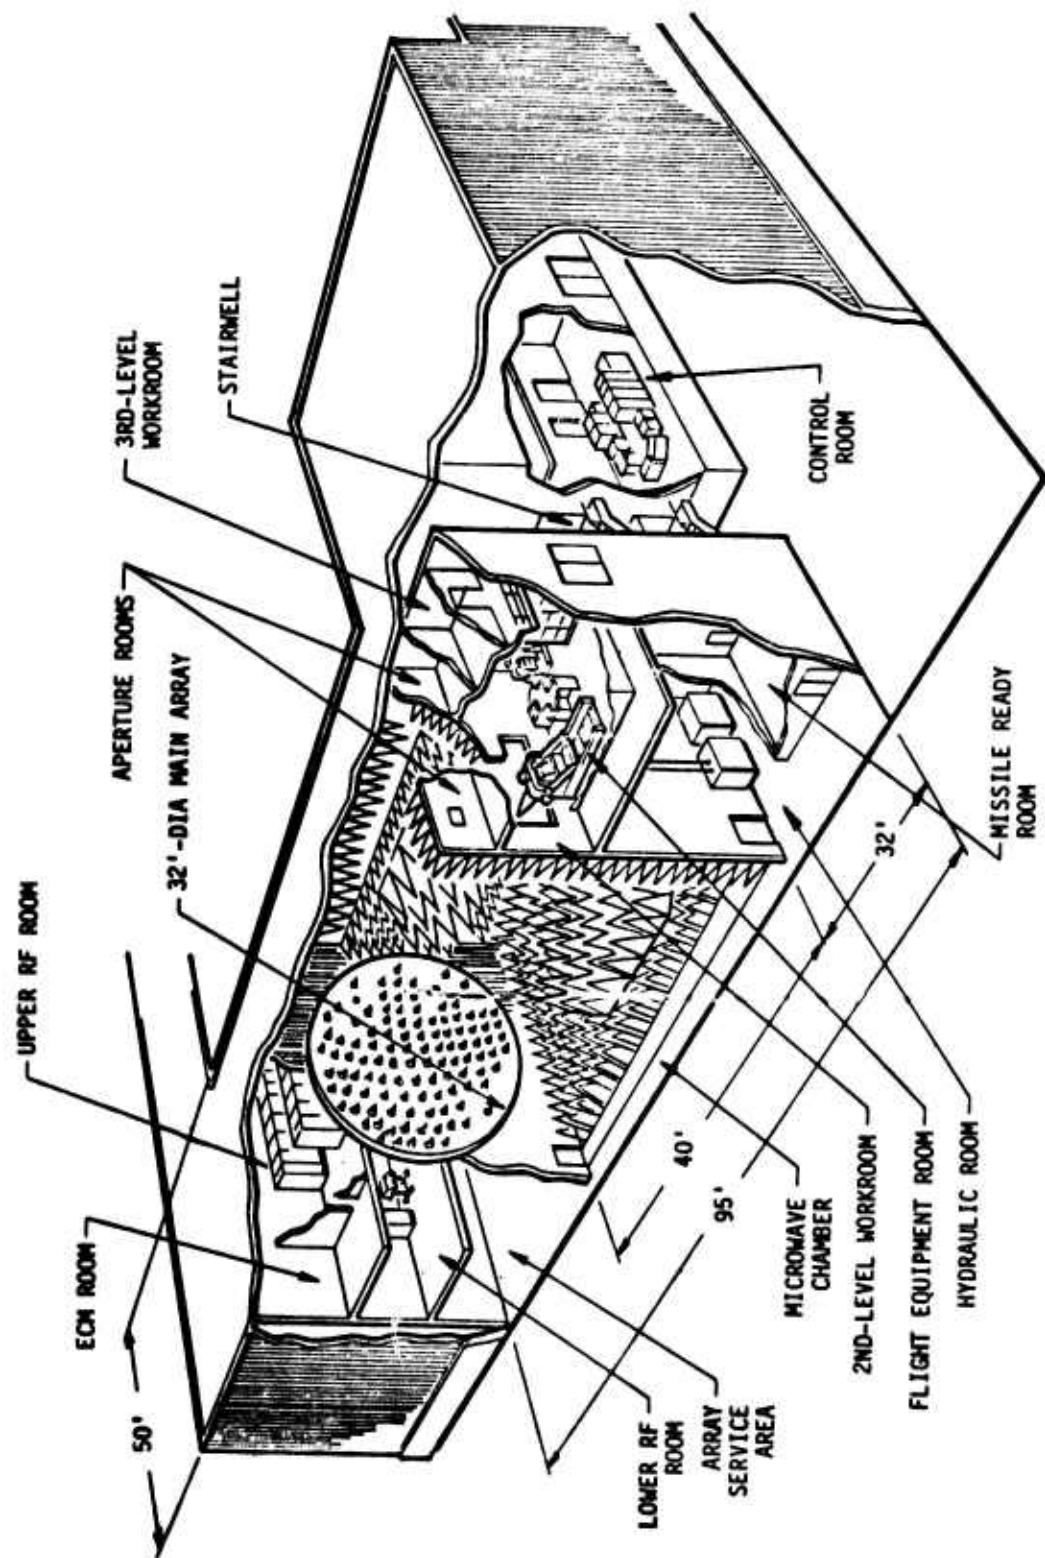 50'
ECM ROOM
UPPER RF ROOM
32'-DIA MAIN ARRAY
APERTURE ROOMS
3RD-LEVEL
WORKROOM
STAIRWELL
CONTROL
ROOM
MISSILE READY
ROOM
32'
40'
95'
LOWER RF
ROOM
ARRAY
SERVICE
AREA
MICROWAVE
CHAMBER
2ND-LEVEL WORKROOM
FLIGHT EQUIPMENT ROOM
HYDRAULIC ROOM